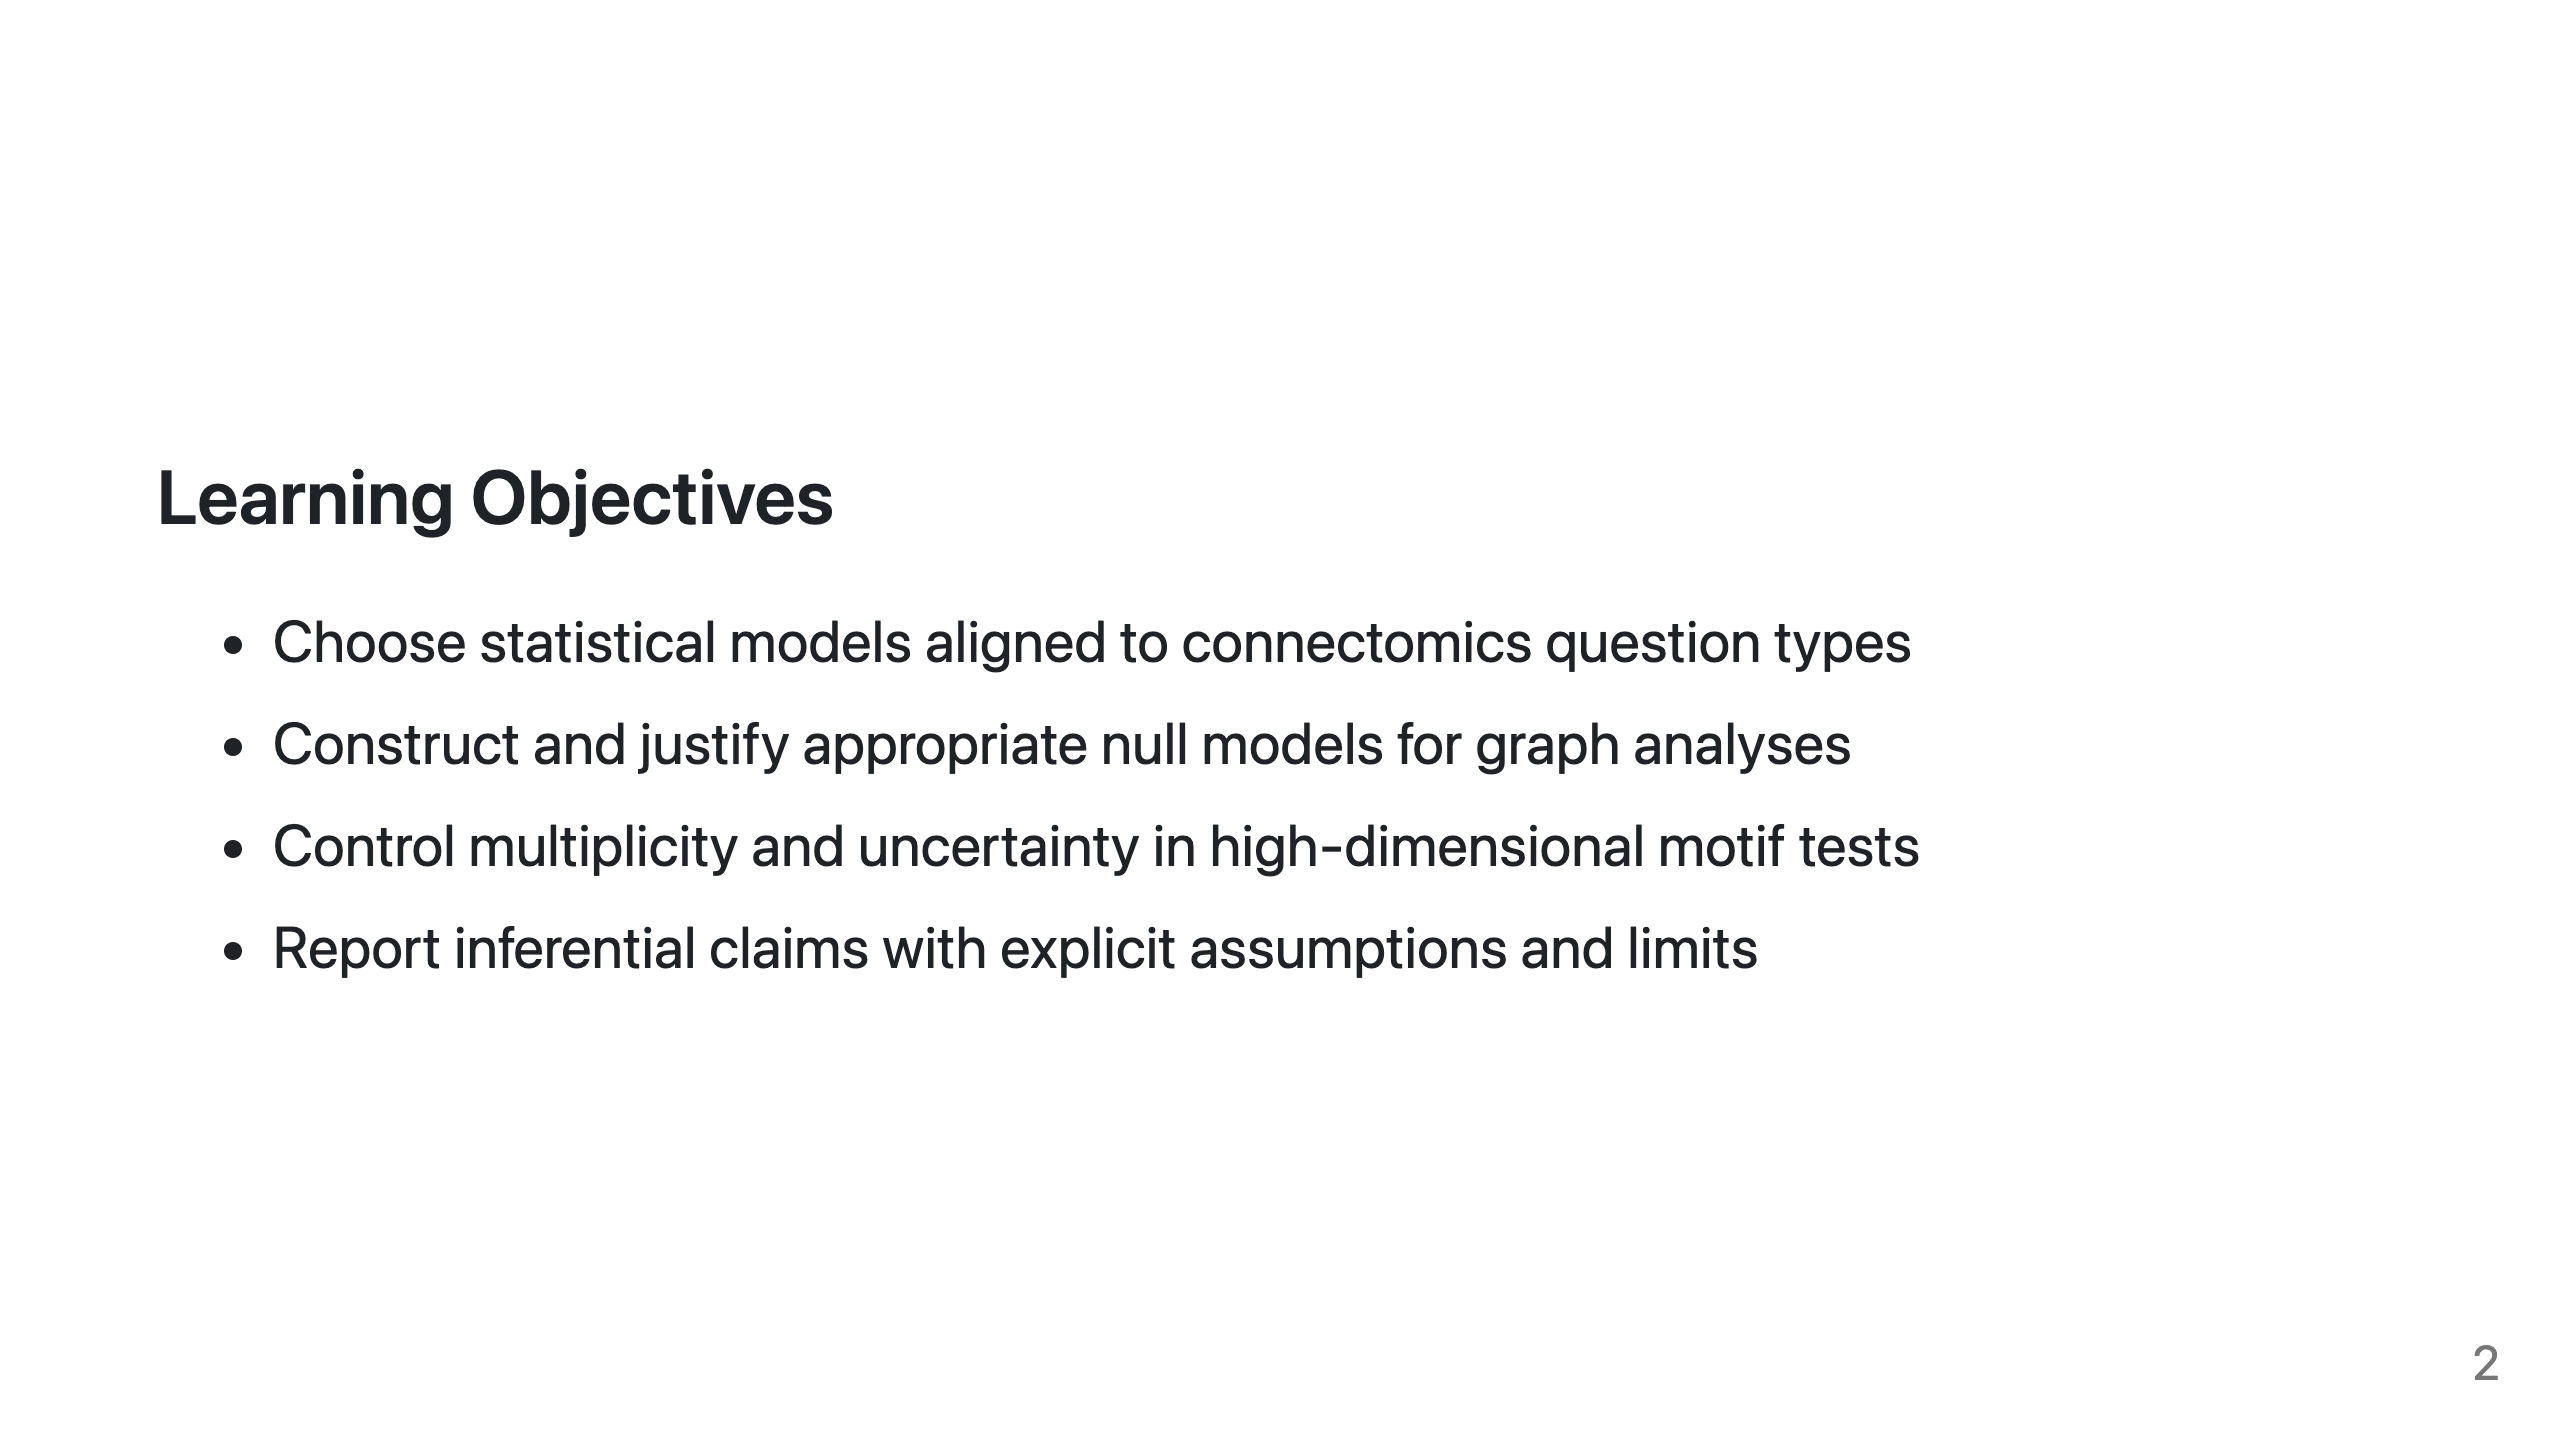 Learning Objectives
• Choose statistical models aligned to connectomics question types
• Construct and justify appropriate null models for graph analyses
• Control multiplicity and uncertainty in high-dimensional motif tests
• Report inferential claims with explicit assumptions and limits
2